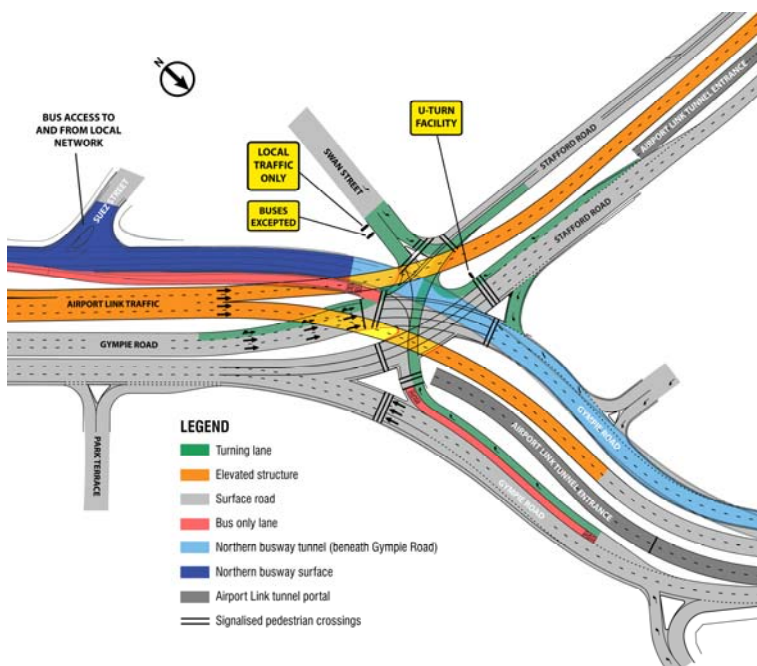 N
BUS ACCESS TO
AND FROM LOCAL
NETWORK
SUEZ STREET
LOCAL
TRAFFIC
ONLY
BUSES
EXCEPTED
SWAN STREET
U-TURN
FACILITY
STAFFORD ROAD
AIRPORT LINK TUNNEL ENTRANCE
STAFFORD ROAD
AIRPORT LINK TRAFFIC
GYMPIE ROAD
PARK TERRACE
GYMPIE ROAD
AIRPORT LINK TUNNEL ENTRANCE
GYMPIE ROAD
LEGEND
Turning lane
Elevated structure
Surface road
Bus only lane
Northern busway tunnel (beneath Gympie Road)
Northern busway surface
Airport Link tunnel portal
Signalised pedestrian crossings